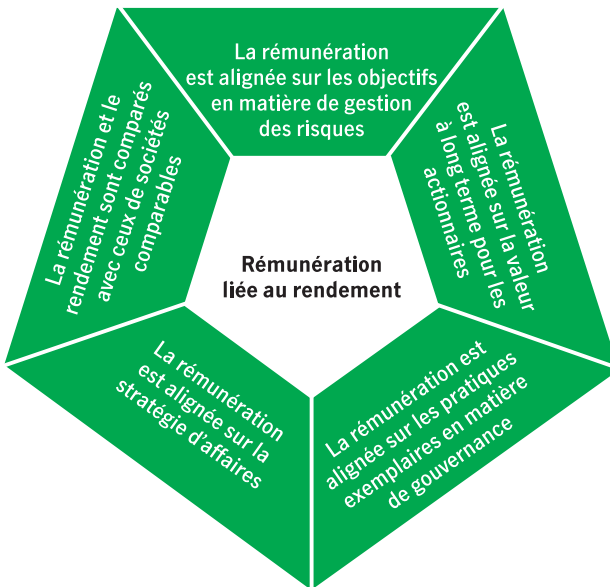 La rémunération
est alignée sur les objectifs
en matière de gestion
des risques
La rémunération
est alignée sur la valeur
à long terme pour les
actionnaires
La rémunération est
alignée sur les pratiques
exemplaires en matière
de gouvernance
La rémunération
est alignée sur la
stratégie d'affaires
La rémunération et le
rendement sont comparés
avec ceux de sociétés
comparables
Rémunération
liée au rendement